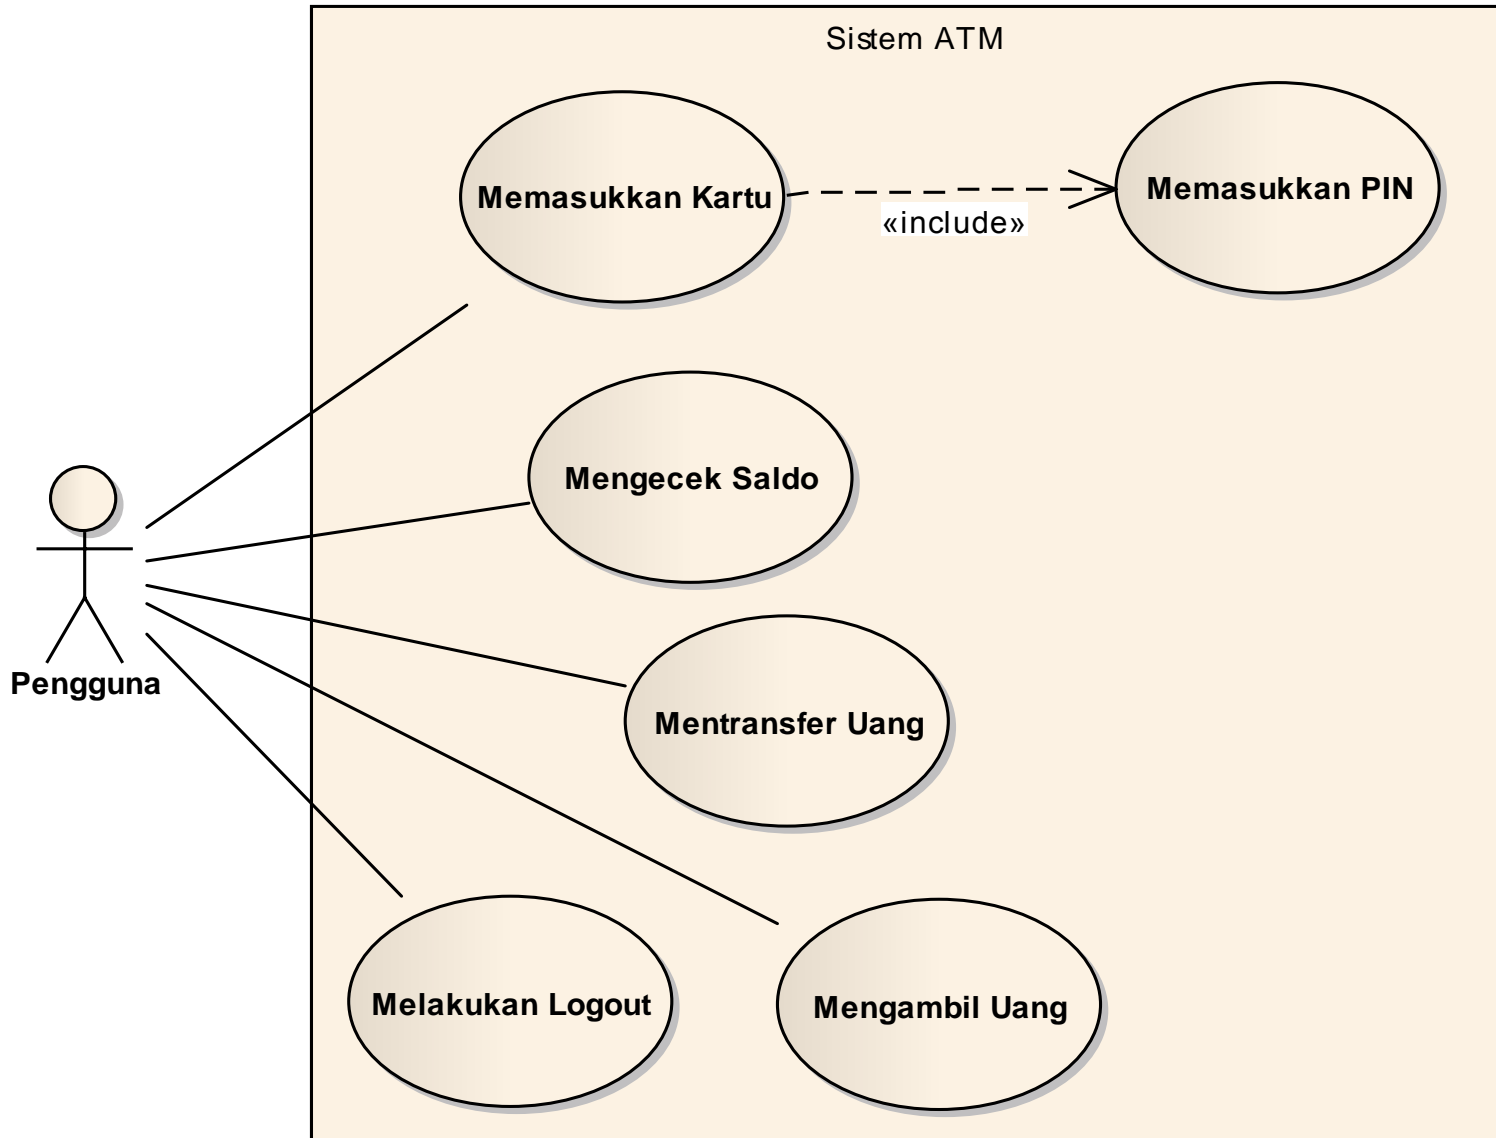 Sistem ATM
Memasukkan Kartu
Memasukkan PIN
«include»
Mengecek Saldo
Pengguna
Mentransfer Uang
Melakukan Logout
Mengambil Uang